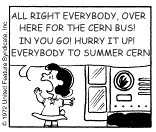 ALL RIGHT EVERYBODY, OVER
HERE FOR THE CERN BUS!
IN YOU GO! HURRY IT UP!
EVERYBODY TO SUMMER CERN
© 1972 United Feature Syndicate, Inc.